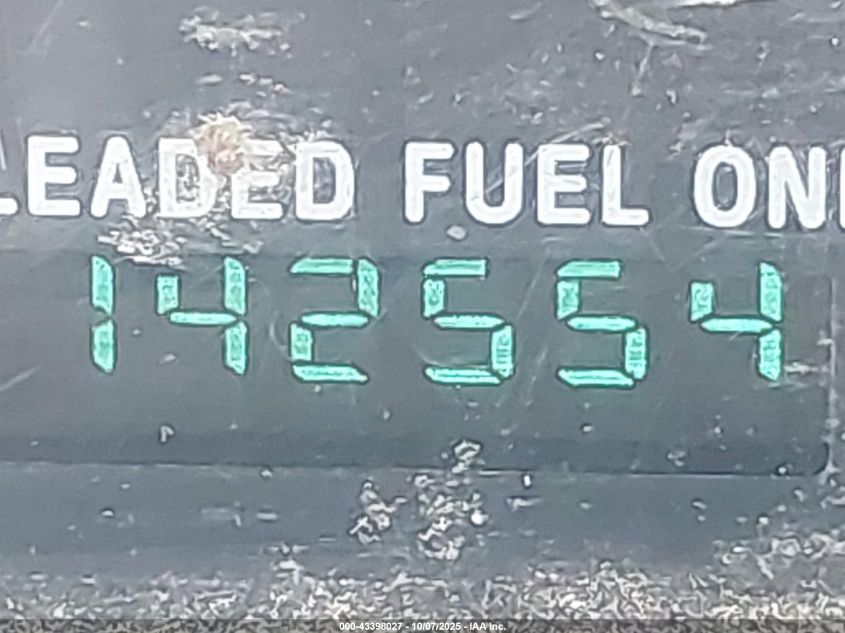 LEADED FUEL ON
142554
000-43398027 - 10/07/2025 - IAA Inc.